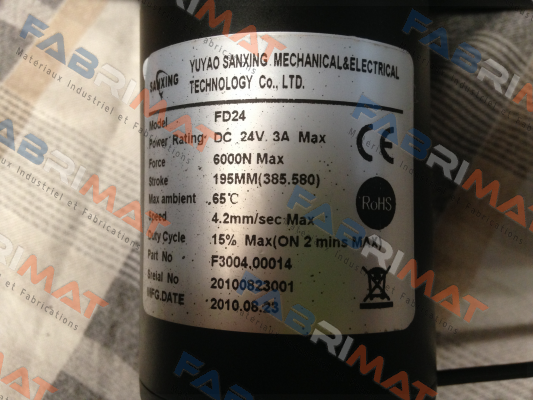 SANXING
YUYAO SANXING MECHANICAL&ELECTRICAL
TECHNOLOGY Co., LTD.
Model FD24
Power Rating DC 24V. 3A Max
Force 6000N Max
Stroke 195MM(385.580)
Max ambient 65℃
Speed 4.2mm/sec Max
Duty Cycle 15% Max(ON 2 mins MAX)
Part No F3004.00014
Srerial No 20100823001
MFG.DATE 2010.08.23
CE
RoHS
FABRIMAT
Materiaux Industriel et Fabrications